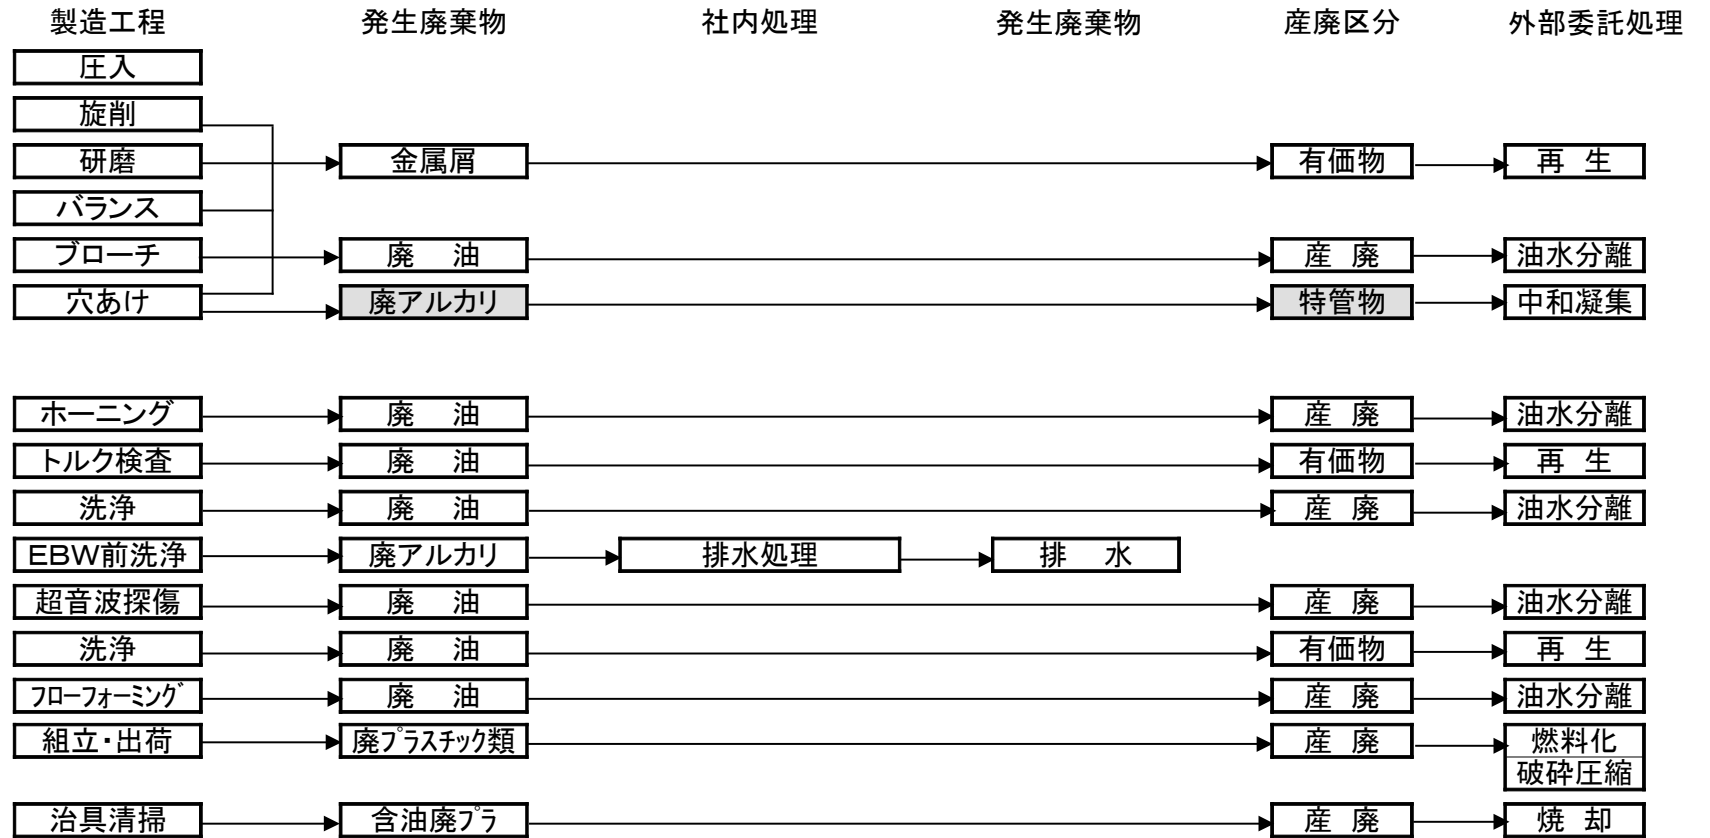 製造工程 発生廃棄物 社内処理 発生廃棄物 産廃区分 外部委託処理
圧入
旋削
研磨 金属屑 有価物 再 生
バランス
ブローチ 廃 油 産 廃 油水分離
穴あけ 廃アルカリ 特管物 中和凝集
ホーニング 廃 油 産 廃 油水分離
トルク検査 廃 油 有価物 再 生
洗浄 廃 油 産 廃 油水分離
EBW前洗浄 廃アルカリ 排水処理 排 水
超音波探傷 廃 油 産 廃 油水分離
洗浄 廃 油 有価物 再 生
フローフォーミング 廃 油 産 廃 油水分離
組立・出荷 廃プラスチック類 産 廃 燃料化
破砕圧縮
治具清掃 含油廃プラ 産 廃 焼 却